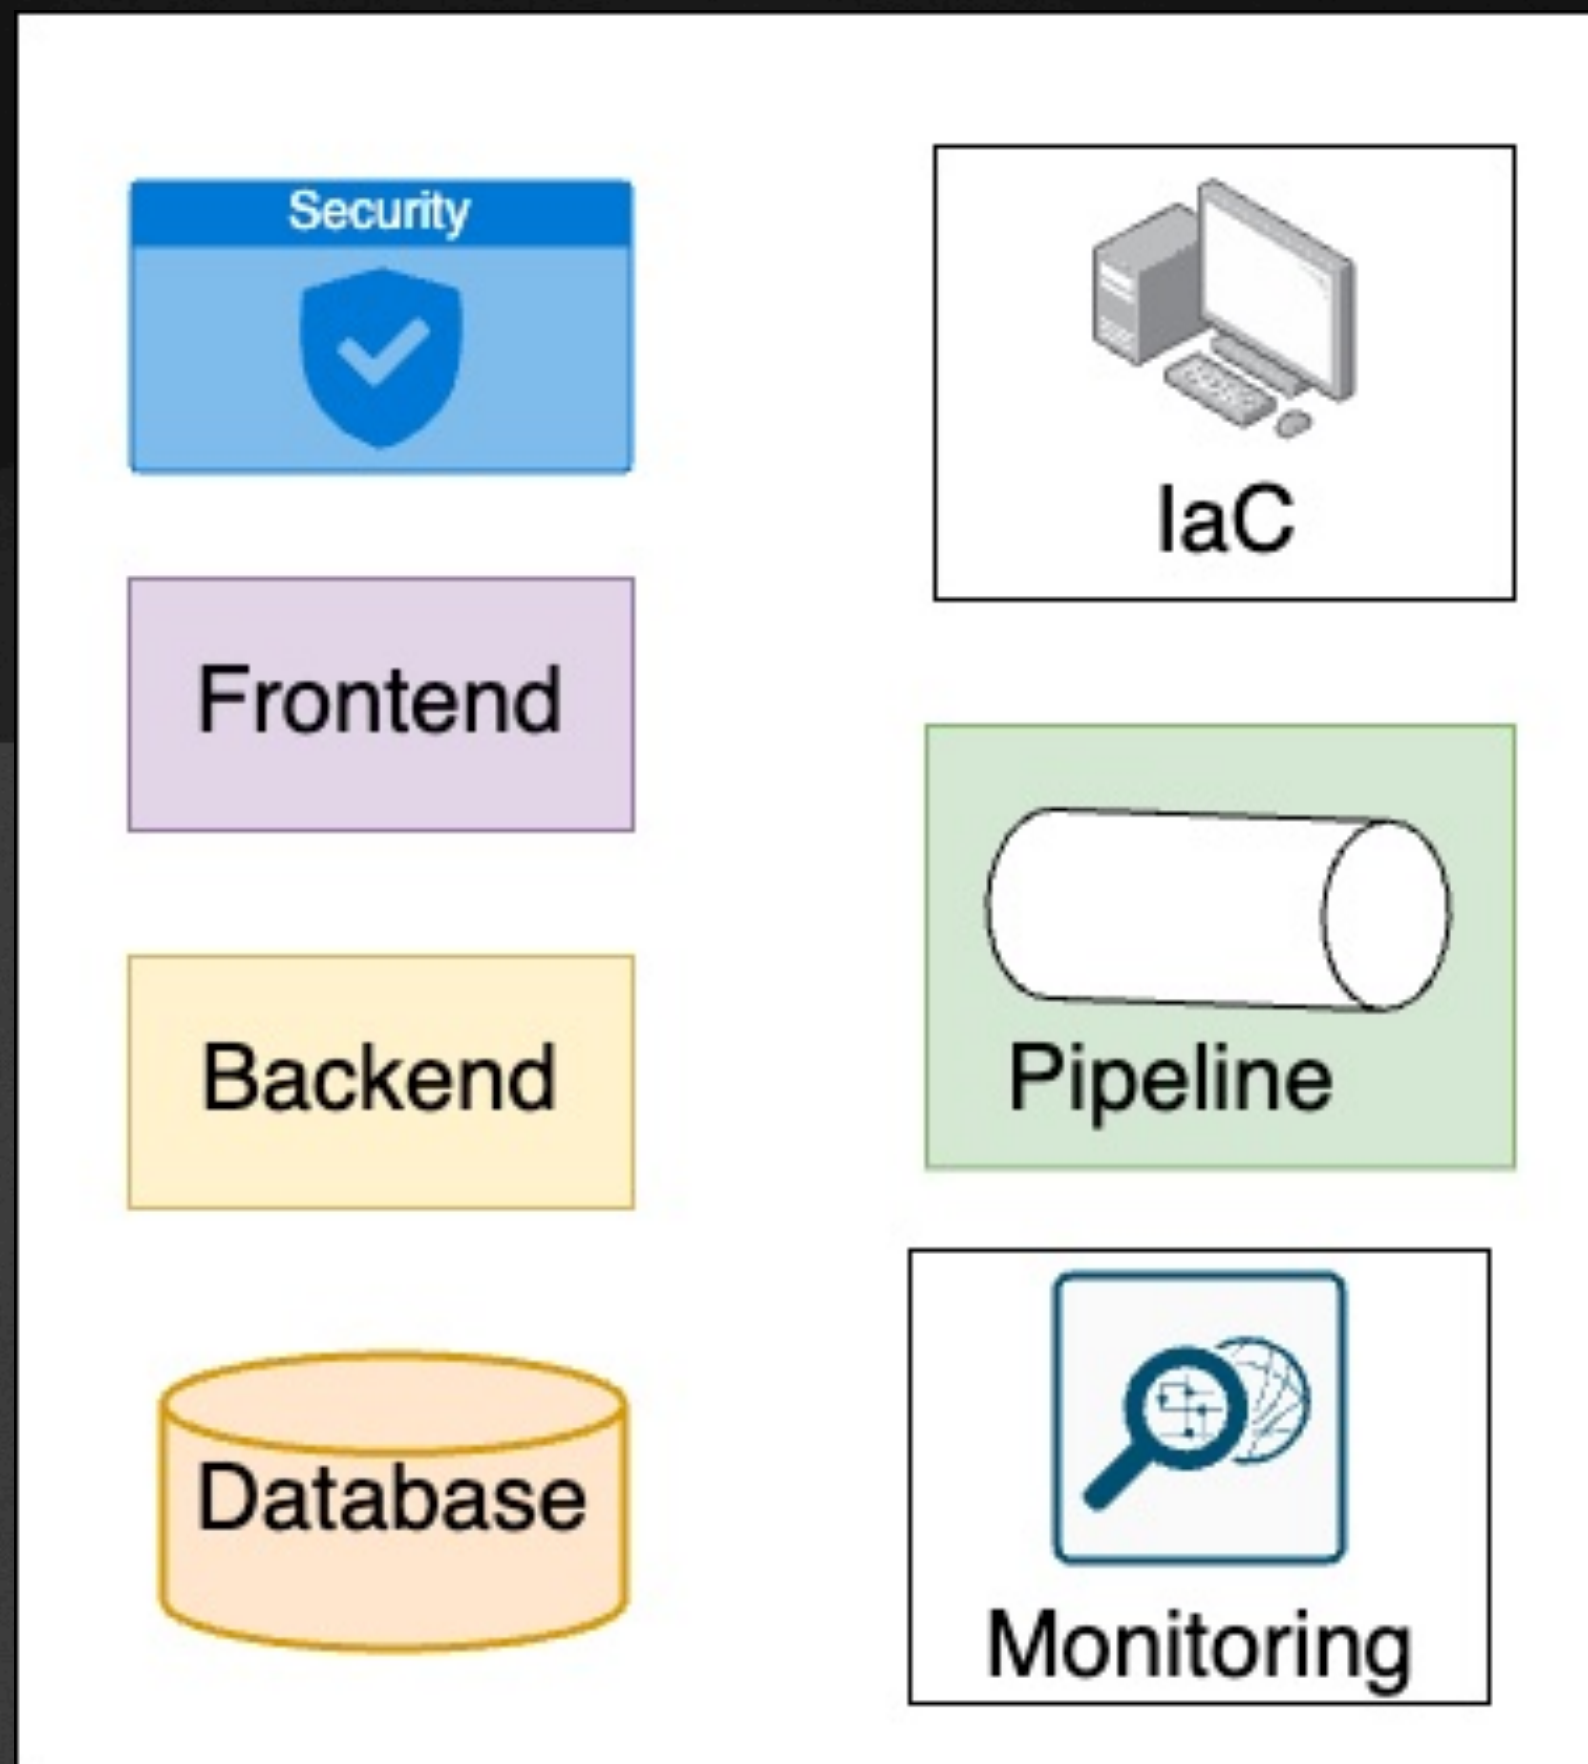 Security
Frontend
Backend
Database
IaC
Pipeline
Monitoring